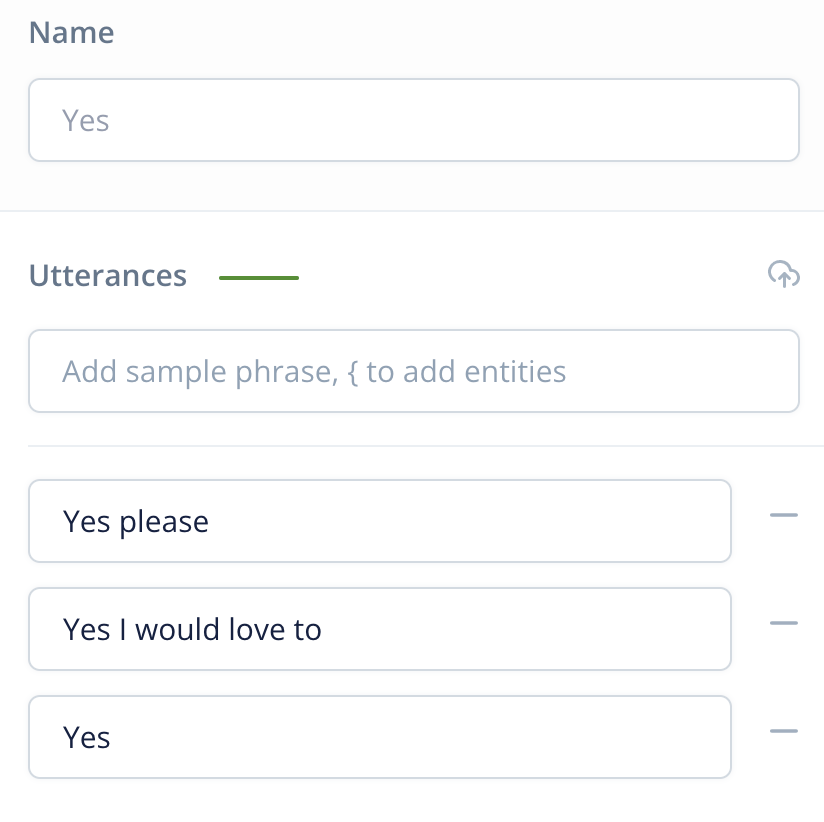 Name
Yes
Utterances
Add sample phrase, { to add entities
Yes please
Yes I would love to
Yes